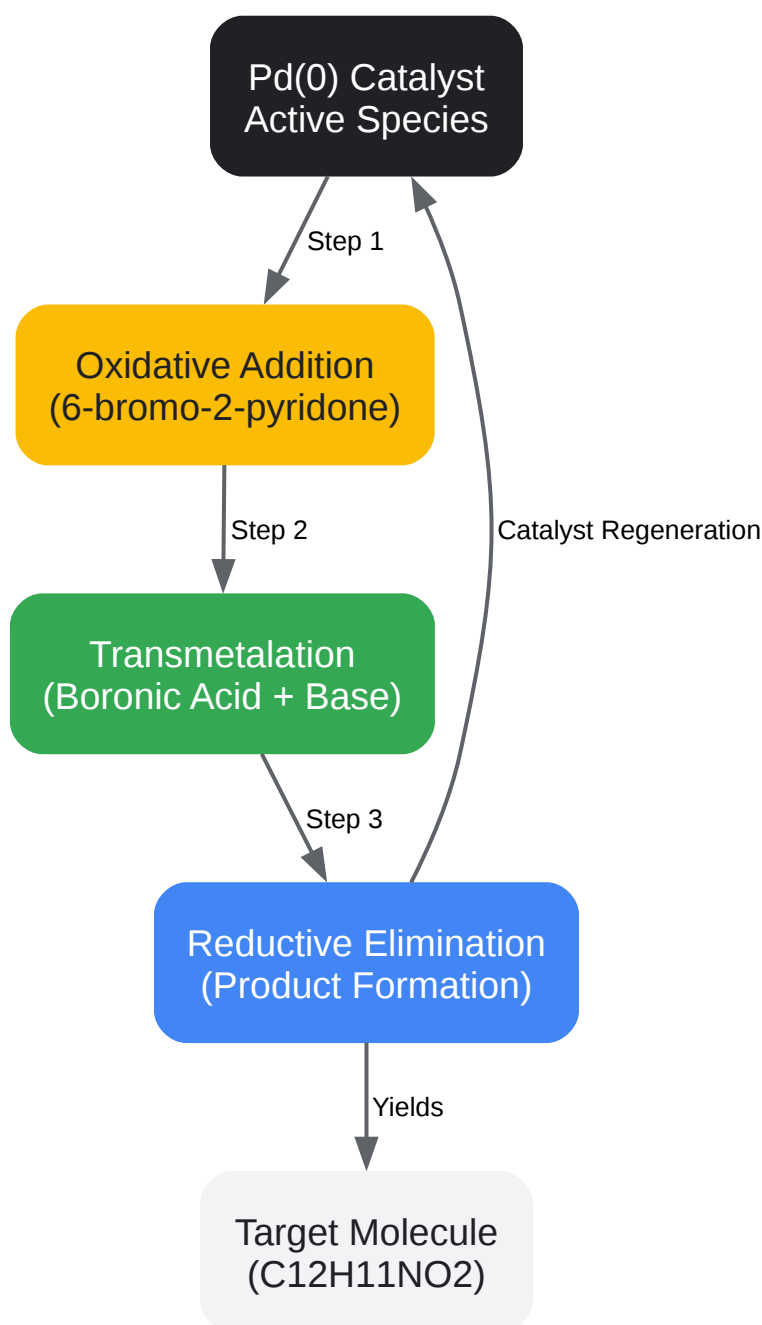 Pd(0) Catalyst
Active Species
Step 1
Oxidative Addition
(6-bromo-2-pyridone)
Step 2
Catalyst Regeneration
Transmetalation
(Boronic Acid + Base)
Step 3
Reductive Elimination
(Product Formation)
Yields
Target Molecule
(C12H11NO2)